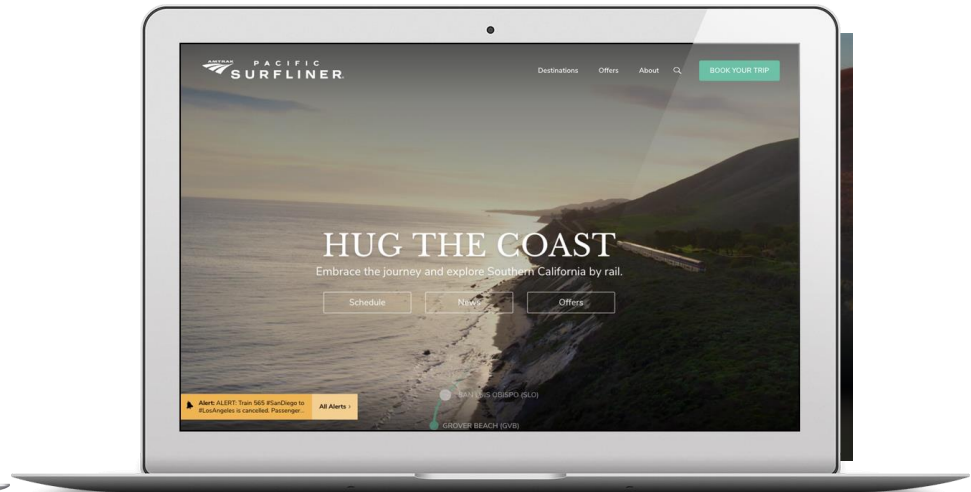 AMTRAK
PACIFIC
SURFLINER
Destinations
Offers
About
BOOK YOUR TRIP
HUG THE COAST
Embrace the journey and explore Southern California by rail.
Schedule
News
Offers
Alert: ALERT: Train 565 #SanDiego to
#LosAngeles is cancelled. Passenger...
All Alerts ›
SAN LUIS OBISPO (SLO)
GROVER BEACH (GVB)